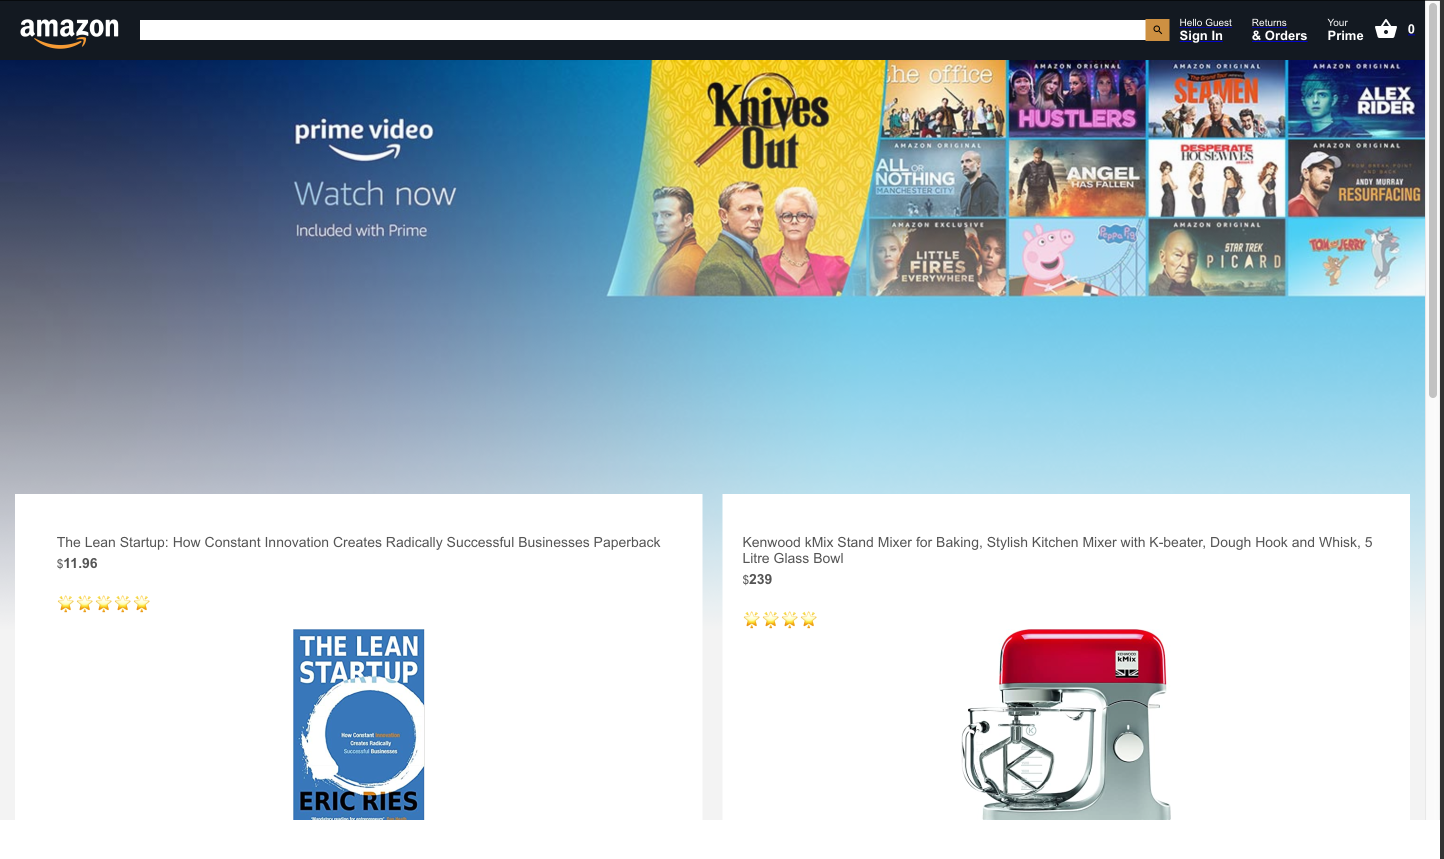 amazon
Hello Guest
Sign In
Returns
& Orders
Your
Prime
0
prime video
Watch now
Included with Prime
Knives
Out
the office
AMAZON ORIGINAL
HUSTLERS
AMAZON ORIGINAL
The Grand Tour
SEAMEN
AMAZON ORIGINAL
ALEX
RIDER
AMAZON ORIGINAL
ALL OR
NOTHING
MANCHESTER CITY
ANGEL
HAS FALLEN
DESPERATE
HOUSEWIVES
AMAZON ORIGINAL
ANDY MURRAY
RESURFACING
AMAZON EXCLUSIVE
LITTLE
FIRES
EVERYWHERE
Peppa Pig
AMAZON ORIGINAL
STAR TREK
PICARD
TOM and JERRY
The Lean Startup: How Constant Innovation Creates Radically Successful Businesses Paperback
$11.96
THE LEAN
STARTUP
How Constant Innovation
Creates Radically
Successful Businesses
ERIC RIES
Kenwood kMix Stand Mixer for Baking, Stylish Kitchen Mixer with K-beater, Dough Hook and Whisk, 5
Litre Glass Bowl
$239
KENWOOD
kMix
K